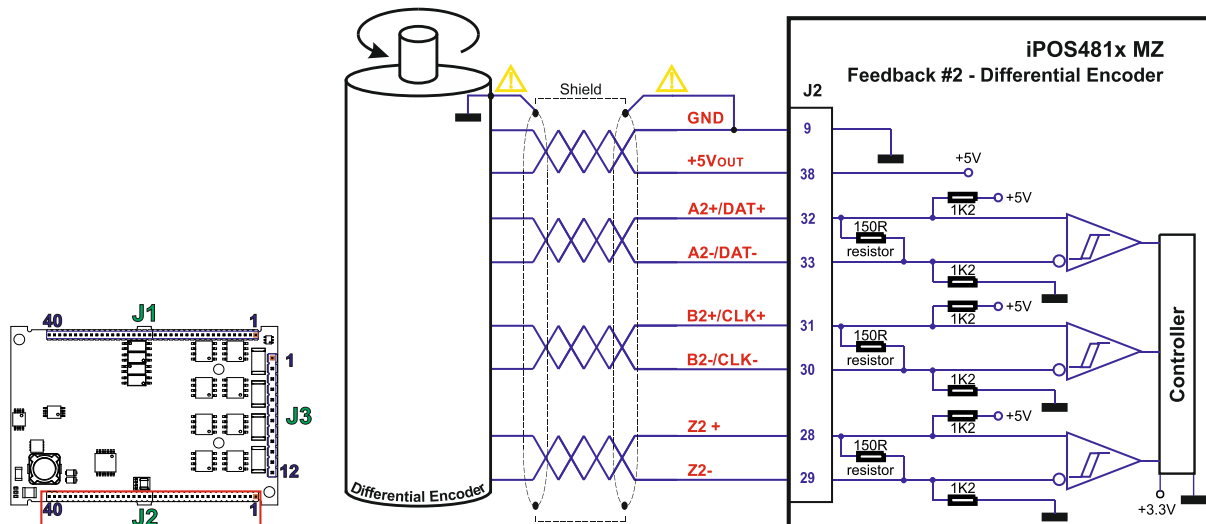 iPOS481x MZ
Feedback #2 - Differential Encoder
J2
Shield
GND
9
+5VOUT
38
+5V
A2+/DAT+
32
+5V
1K2
150R
resistor
A2-/DAT-
33
1K2
B2+/CLK+
31
+5V
1K2
150R
resistor
B2-/CLK-
30
1K2
Z2 +
28
+5V
1K2
150R
resistor
Z2-
29
1K2
Controller
+3.3V
Differential Encoder
40
J1
1
1
J3
12
40
J2
1